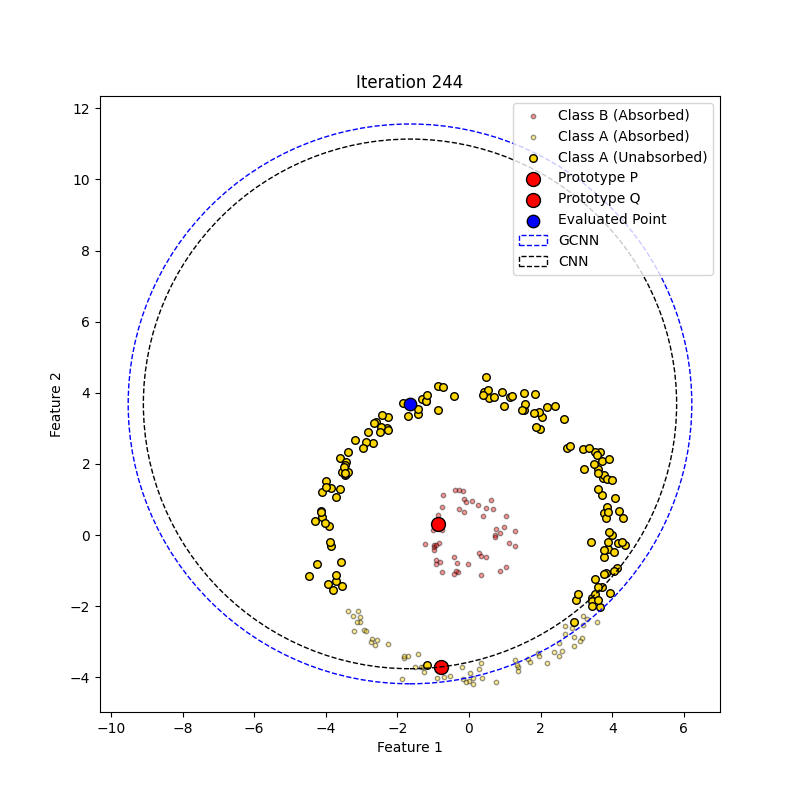 Iteration 244
Class B (Absorbed)
Class A (Absorbed)
Class A (Unabsorbed)
Prototype P
Prototype Q
Evaluated Point
GCNN
CNN
12
10
8
6
4
2
0
−2
−4
Feature 2
−10
−8
−6
−4
−2
0
2
4
6
Feature 1